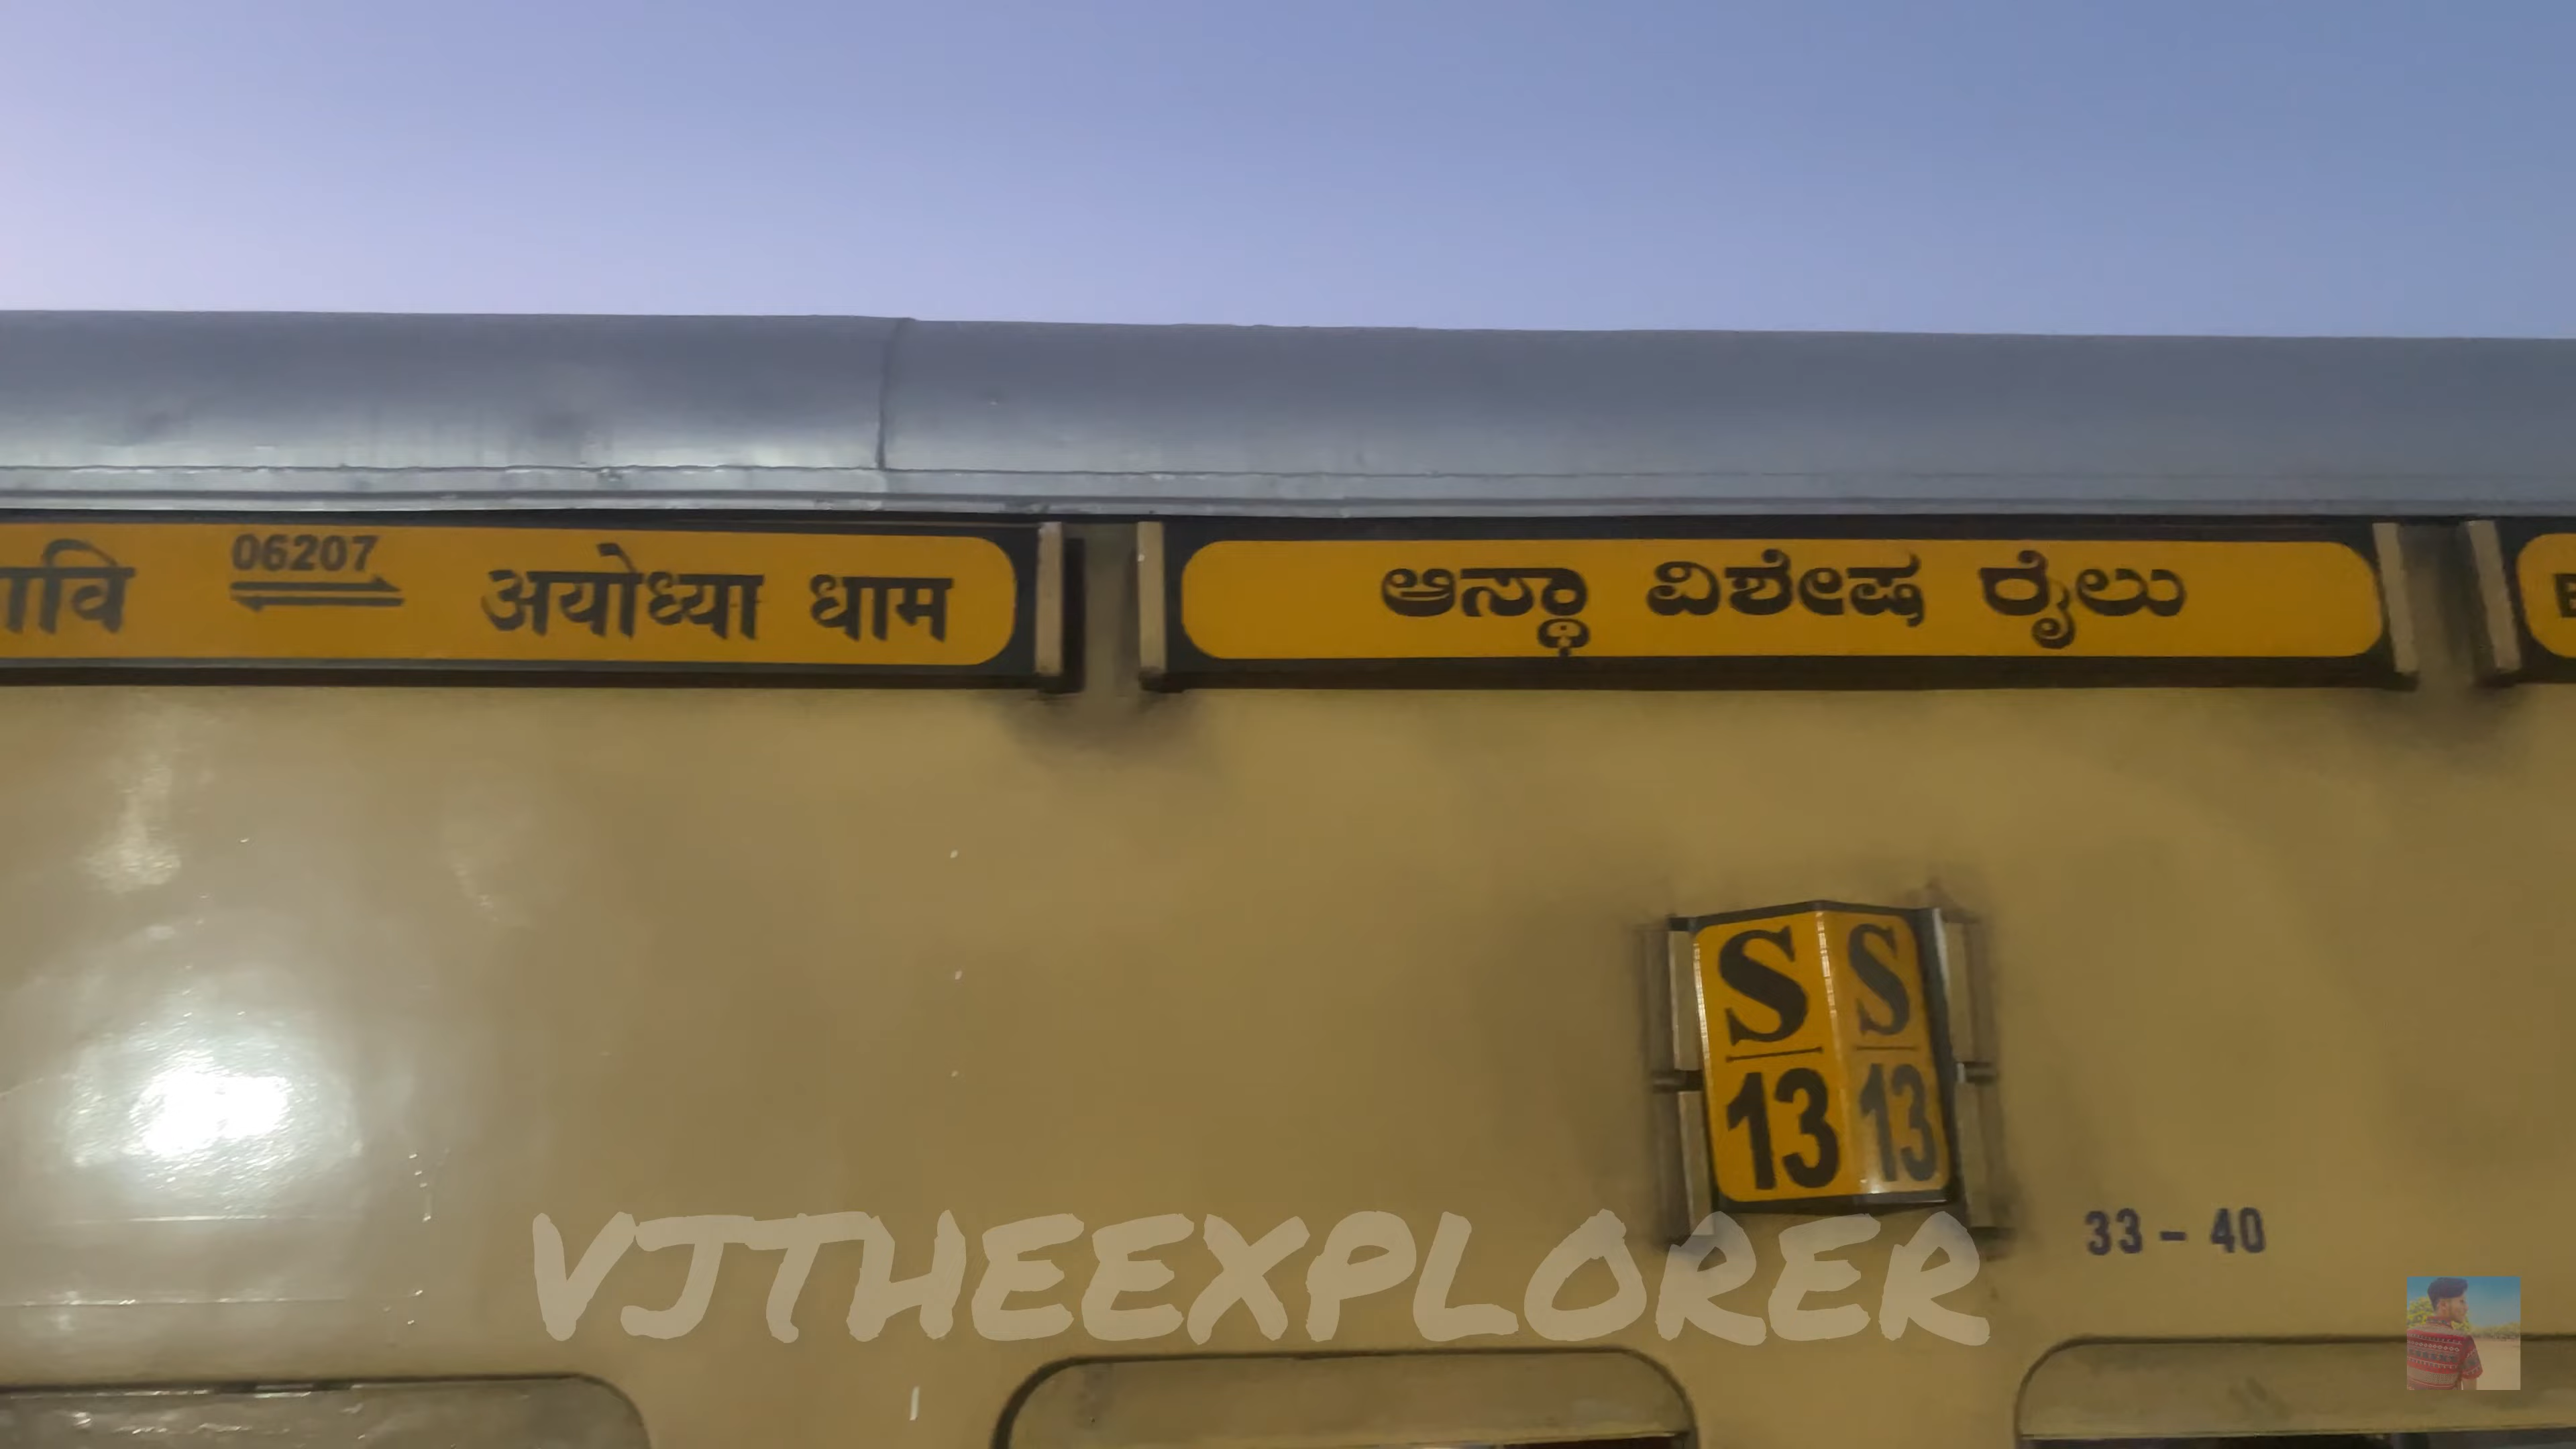 06207
अयोध्या धाम
ಆಸ್ಥಾ ವಿಶೇಷ ರೈಲು
S S
13 13
33 - 40
VJTHEEXPLORER